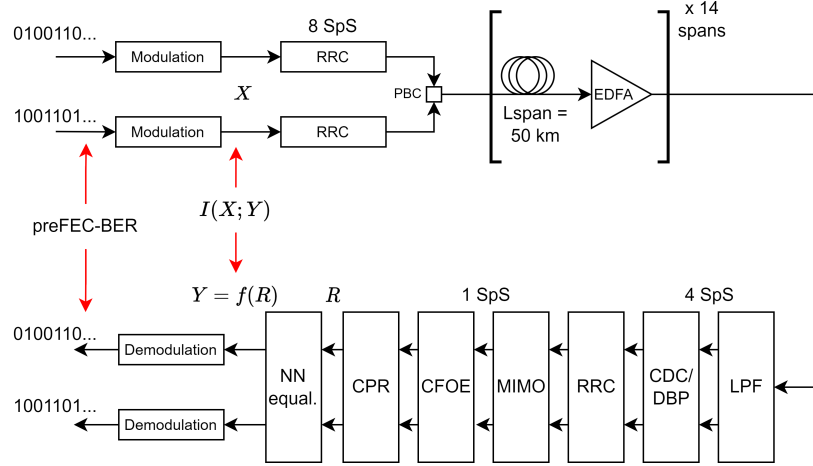 0100110...
8 SpS
x 14
spans
Modulation
RRC
X
PBC
EDFA
1001101...
Modulation
RRC
Lspan =
50 km
preFEC-BER
I(X;Y)
Y = f(R)
R
1 SpS
4 SpS
0100110...
Demodulation
NN
equal.
CPR
CFOE
MIMO
RRC
CDC/
DBP
LPF
1001101...
Demodulation